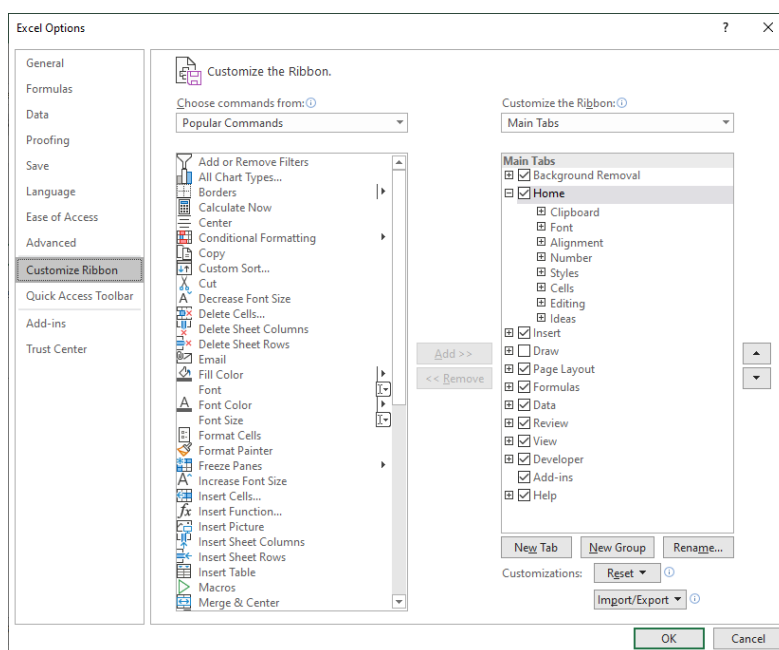 Excel Options
?
General
Formulas
Data
Proofing
Save
Language
Ease of Access
Advanced
Customize Ribbon
Quick Access Toolbar
Add-ins
Trust Center
Customize the Ribbon.
Choose commands from:
Popular Commands
Add or Remove Filters
All Chart Types...
Borders
Calculate Now
Center
Conditional Formatting
Copy
Custom Sort...
Cut
Decrease Font Size
Delete Cells...
Delete Sheet Columns
Delete Sheet Rows
Email
Fill Color
Font
Font Color
Font Size
Format Cells
Format Painter
Freeze Panes
Increase Font Size
Insert Cells...
Insert Function...
Insert Picture
Insert Sheet Columns
Insert Sheet Rows
Insert Table
Macros
Merge & Center
Add >>
<< Remove
Customize the Ribbon:
Main Tabs
Main Tabs
Background Removal
Home
Clipboard
Font
Alignment
Number
Styles
Cells
Editing
Ideas
Insert
Draw
Page Layout
Formulas
Data
Review
View
Developer
Add-ins
Help
New Tab New Group Rename...
Customizations: Reset
Import/Export
OK Cancel